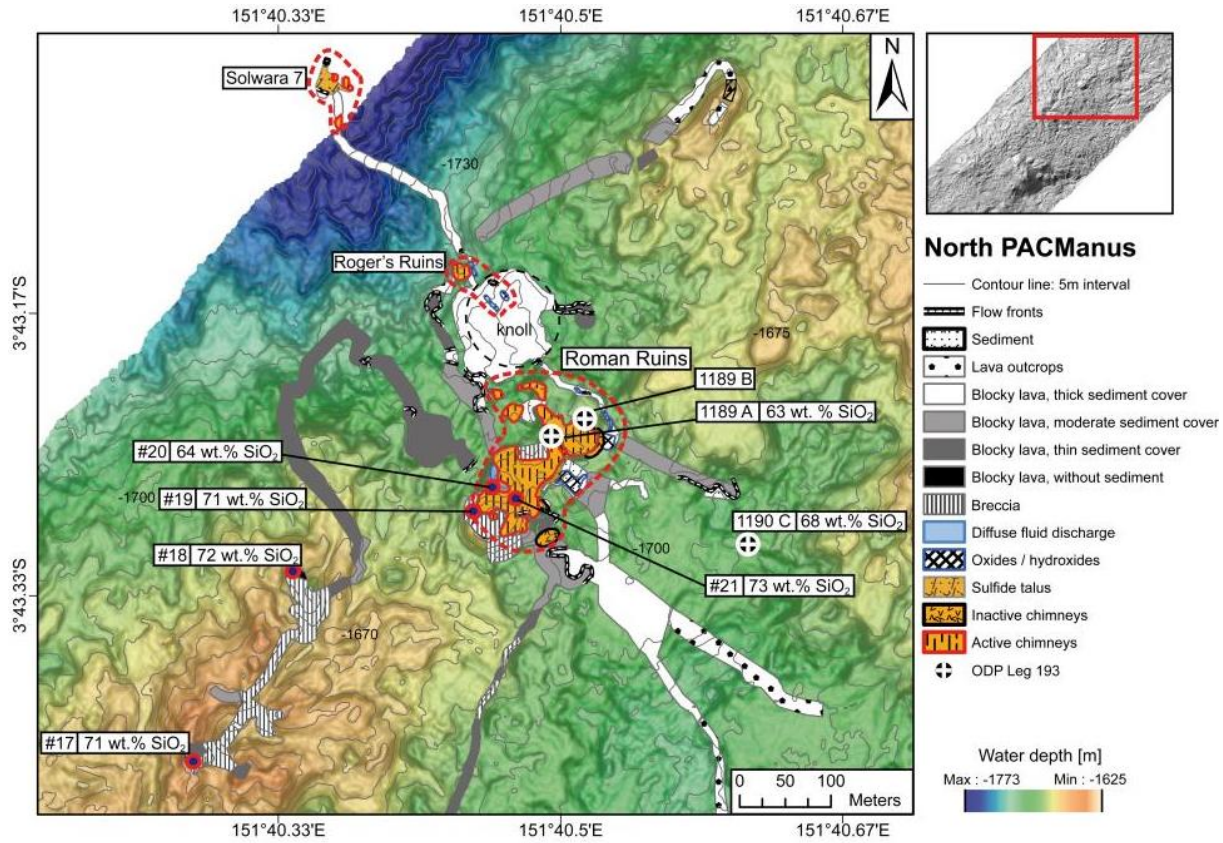 151°40.33'E
151°40.5'E
151°40.67'E
Solwara 7
N
-1730
Roger's Ruins
3°43.17'S
knoll
-1675
Roman Ruins
1189 B
1189 A 63 wt. % SiO₂
#20 64 wt.% SiO₂
-1700
#19 71 wt.% SiO₂
1190 C 68 wt.% SiO₂
#18 72 wt.% SiO₂
-1700
#21 73 wt.% SiO₂
3°43.33'S
-1670
#17 71 wt.% SiO₂
0 50 100
Meters
151°40.33'E
151°40.5'E
151°40.67'E
North PACManus
Contour line: 5m interval
Flow fronts
Sediment
Lava outcrops
Blocky lava, thick sediment cover
Blocky lava, moderate sediment cover
Blocky lava, thin sediment cover
Blocky lava, without sediment
Breccia
Diffuse fluid discharge
Oxides / hydroxides
Sulfide talus
Inactive chimneys
Active chimneys
ODP Leg 193
Water depth [m]
Max : -1773 Min : -1625